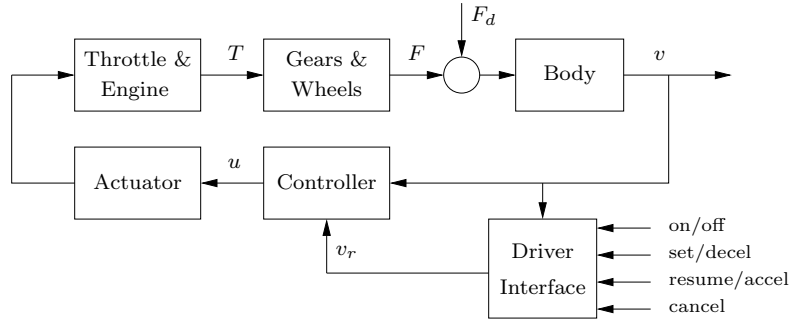 F_d
Throttle &
Engine
T
Gears &
Wheels
F
Body
v
Actuator
u
Controller
v_r
Driver
Interface
on/off
set/decel
resume/accel
cancel